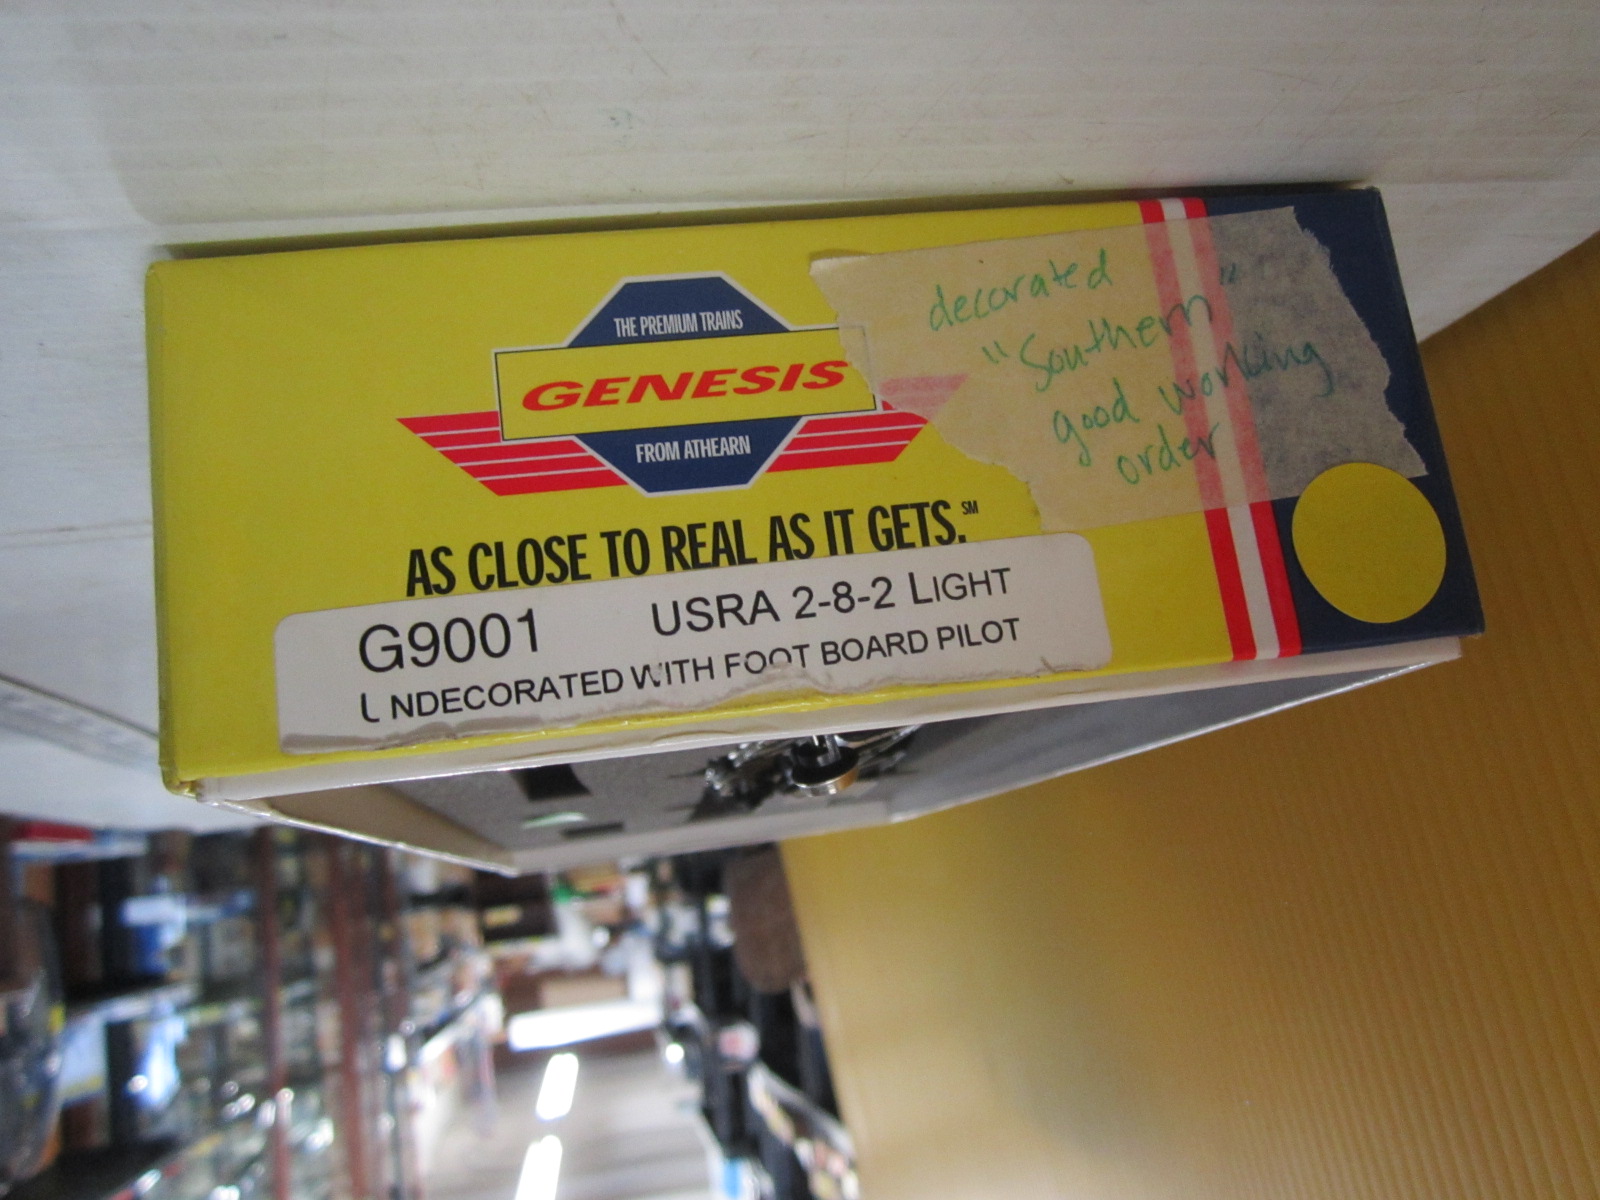 THE PREMIUM TRAINS
GENESIS
FROM ATHEARN
AS CLOSE TO REAL AS IT GETS.℠
decorated
"Southern"
good working
order
G9001 USRA 2-8-2 LIGHT
UNDECORATED WITH FOOT BOARD PILOT